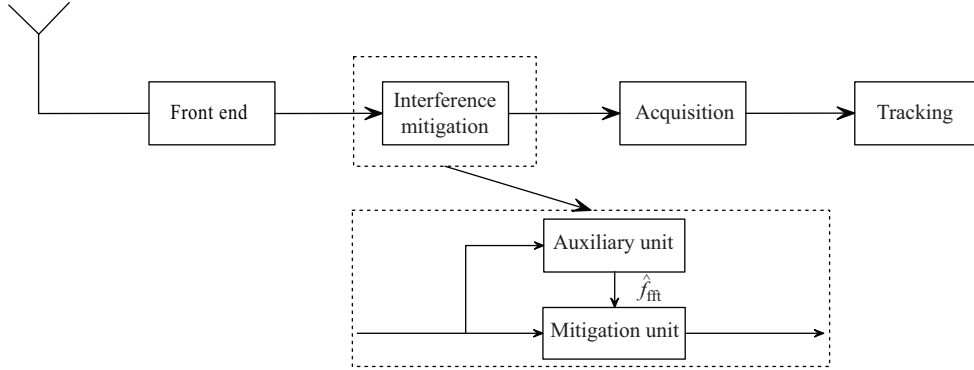 Front end
Interference
mitigation
Acquisition
Tracking
Auxiliary unit
f̂fft
Mitigation unit